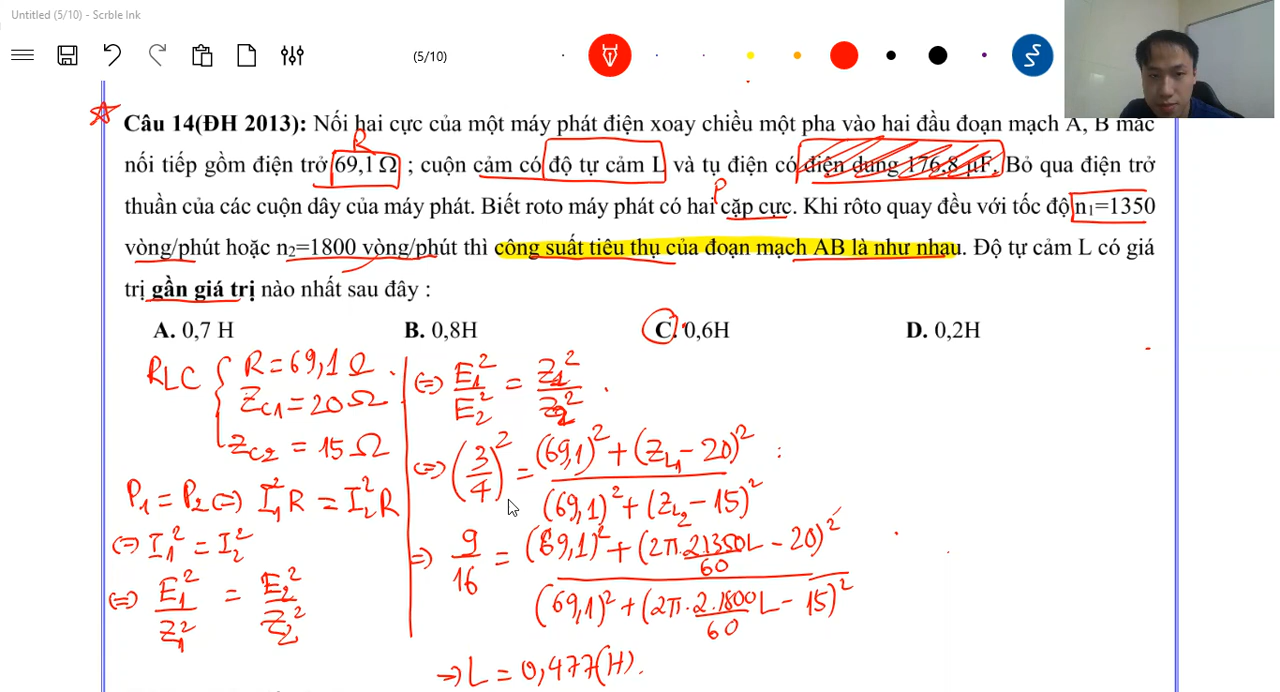 Untitled (5/10) - Scrble Ink
(5/10)
Câu 14(ĐH 2013): Nối hai cực của một máy phát điện xoay chiều một pha vào hai đầu đoạn mạch A, B mắc
R
nối tiếp gồm điện trở 69,1 Ω ; cuộn cảm có độ tự cảm L và tụ điện có điện dung 176,8 μF. Bỏ qua điện trở
P
thuần của các cuộn dây của máy phát. Biết roto máy phát có hai cặp cực. Khi rôto quay đều với tốc độ n₁=1350
vòng/phút hoặc n₂=1800 vòng/phút thì công suất tiêu thụ của đoạn mạch AB là như nhau. Độ tự cảm L có giá
trị gần giá trị nào nhất sau đây :
A. 0,7 H B. 0,8H C. 0,6H D. 0,2H
RLC { R = 69,1 Ω
Z_C1 = 20 Ω
Z_C2 = 15 Ω
P₁ = P₂ ⇔ I₁²R = I₂²R
⇔ I₁² = I₂²
⇔ E₁²/Z₁² = E₂²/Z₂²
⇔ E₁²/E₂² = Z₁²/Z₂²
⇔ (3/4)² = ((69,1)² + (Z_L1 - 20)²)/((69,1)² + (Z_L2 - 15)²)
⇒ 9/16 = ((69,1)² + (2π.2.1350/60 L - 20)²)/((69,1)² + (2π.2.1800/60 L - 15)²)
→ L = 0,477(H).